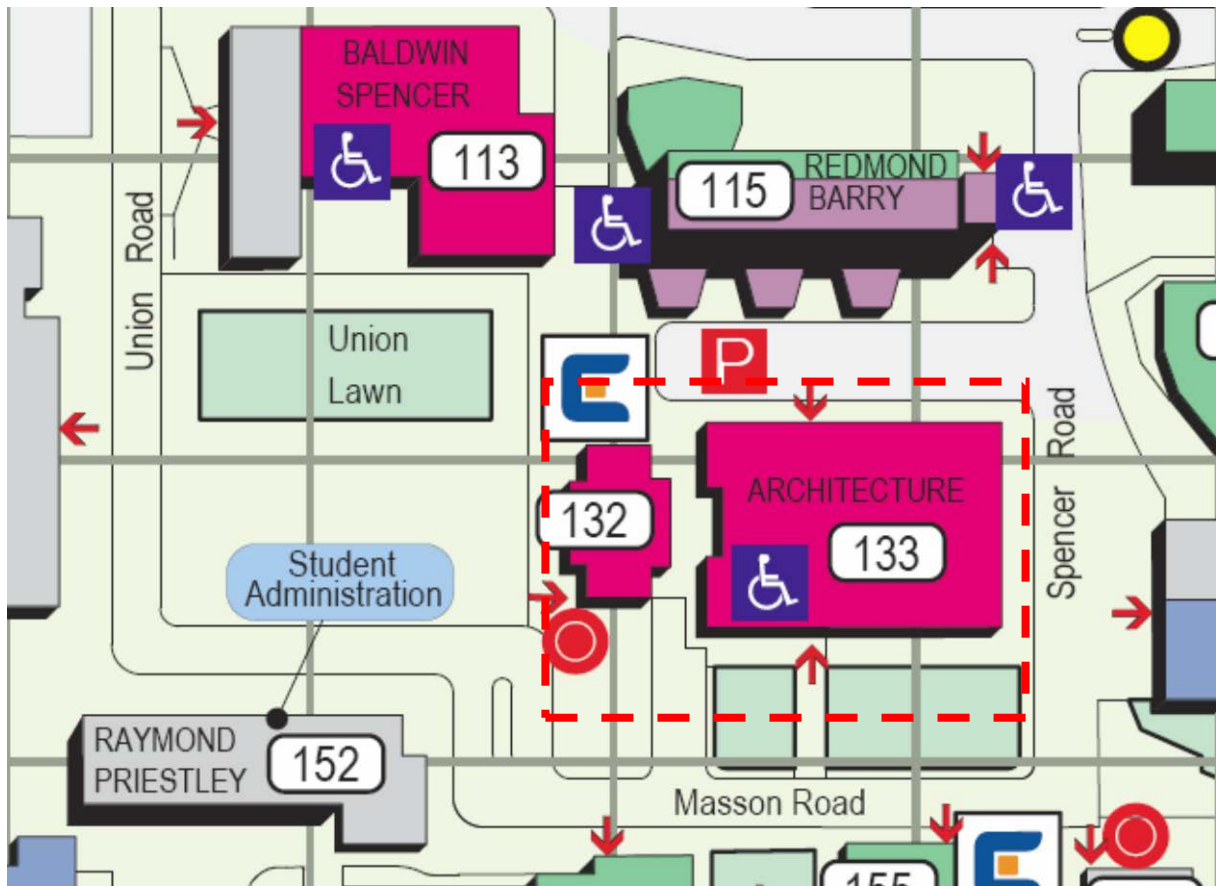 BALDWIN
SPENCER
113
REDMOND
115
BARRY
Union Road
Union
Lawn
P
132
ARCHITECTURE
133
Spencer Road
Student
Administration
RAYMOND
PRIESTLEY
152
Masson Road
155